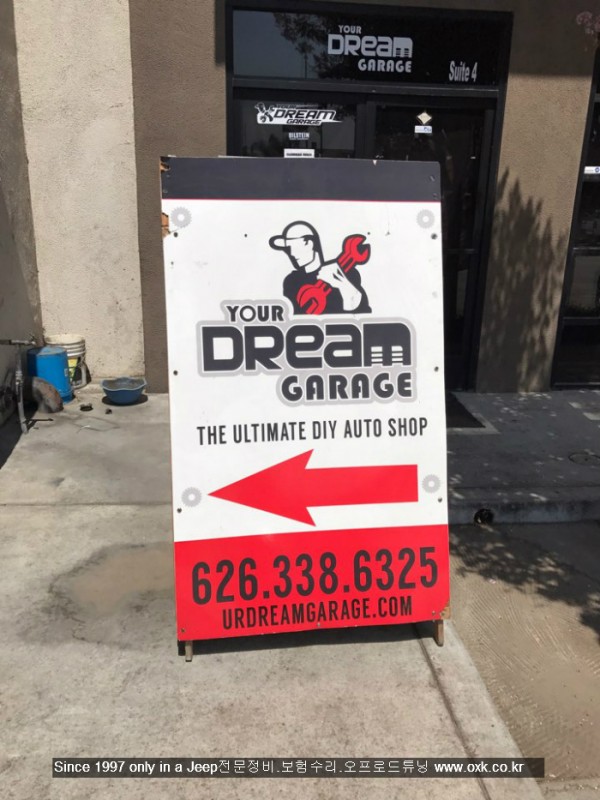 YOUR
DREAM
GARAGE
Suite 4
DREAM
GARAGE
BILSTEIN
YOUR
DREAM
GARAGE
THE ULTIMATE DIY AUTO SHOP
626.338.6325
URDREAMGARAGE.COM
Since 1997 only in a Jeep전문정비.보험수리.오프로드튜닝 www.oxk.co.kr